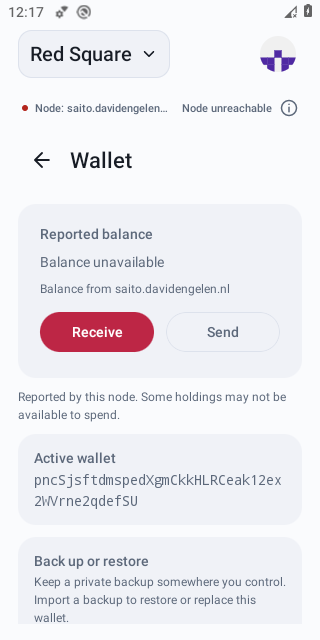 12:17
Red Square
Node: saito.davidengelen… Node unreachable
Wallet
Reported balance
Balance unavailable
Balance from saito.davidengelen.nl
Receive Send
Reported by this node. Some holdings may not be
available to spend.
Active wallet
pncSjsftdmspedXgmCkkHLRCeak12ex
2WVrne2qdefSU
Back up or restore
Keep a private backup somewhere you control.
Import a backup to restore or replace this
wallet.